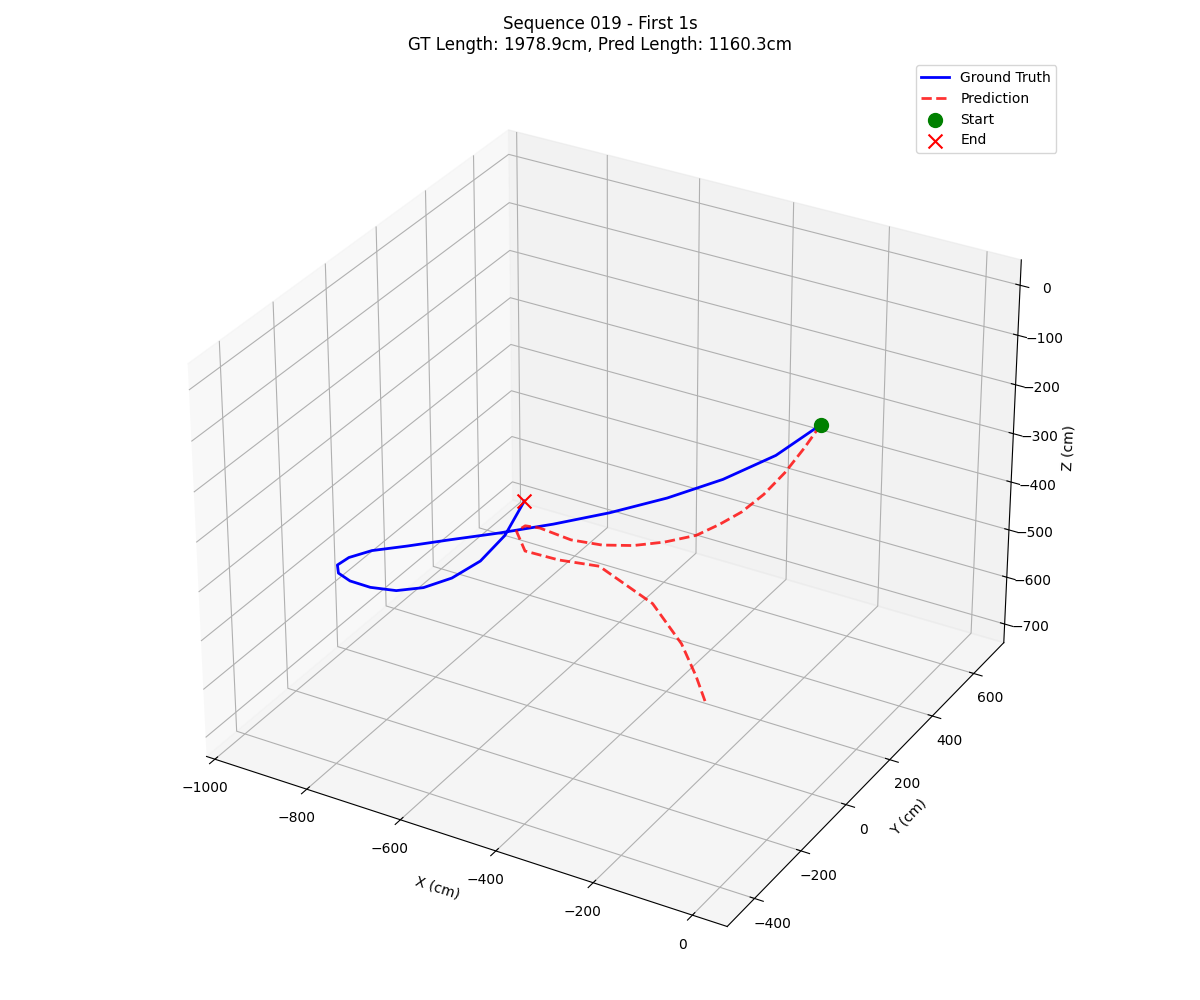 Sequence 019 - First 1s
GT Length: 1978.9cm, Pred Length: 1160.3cm
Ground Truth
Prediction
Start
End
0
−100
−200
−300
−400
−500
−600
−700
Z (cm)
600
400
200
0
−200
−400
Y (cm)
−1000
−800
−600
−400
−200
0
X (cm)